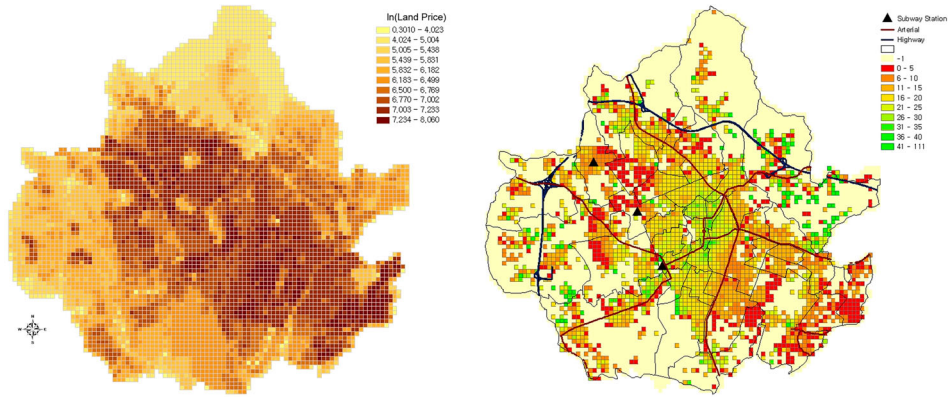 ln(Land Price)
0,3010 - 4,023
4,024 - 5,004
5,005 - 5,438
5,439 - 5,831
5,832 - 6,182
6,183 - 6,499
6,500 - 6,769
6,770 - 7,002
7,003 - 7,233
7,234 - 8,060
N
W E
S
Subway Station
Arterial
Highway
-1
0 - 5
6 - 10
11 - 15
16 - 20
21 - 25
26 - 30
31 - 35
36 - 40
41 - 111